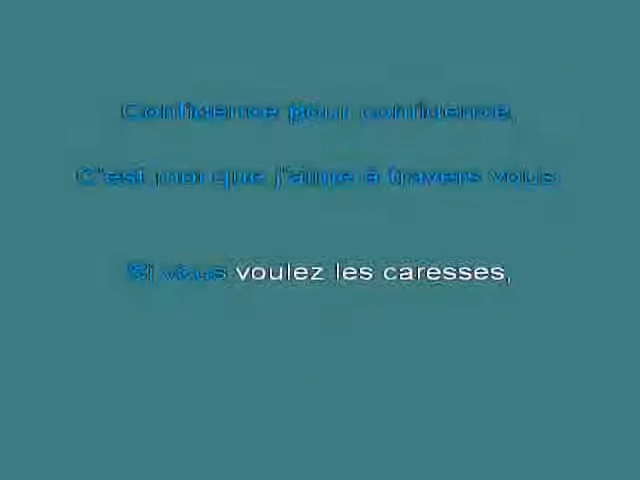 Confidence pour confidence,
C'est moi que j'aime à travers vous
Si vous voulez les caresses,